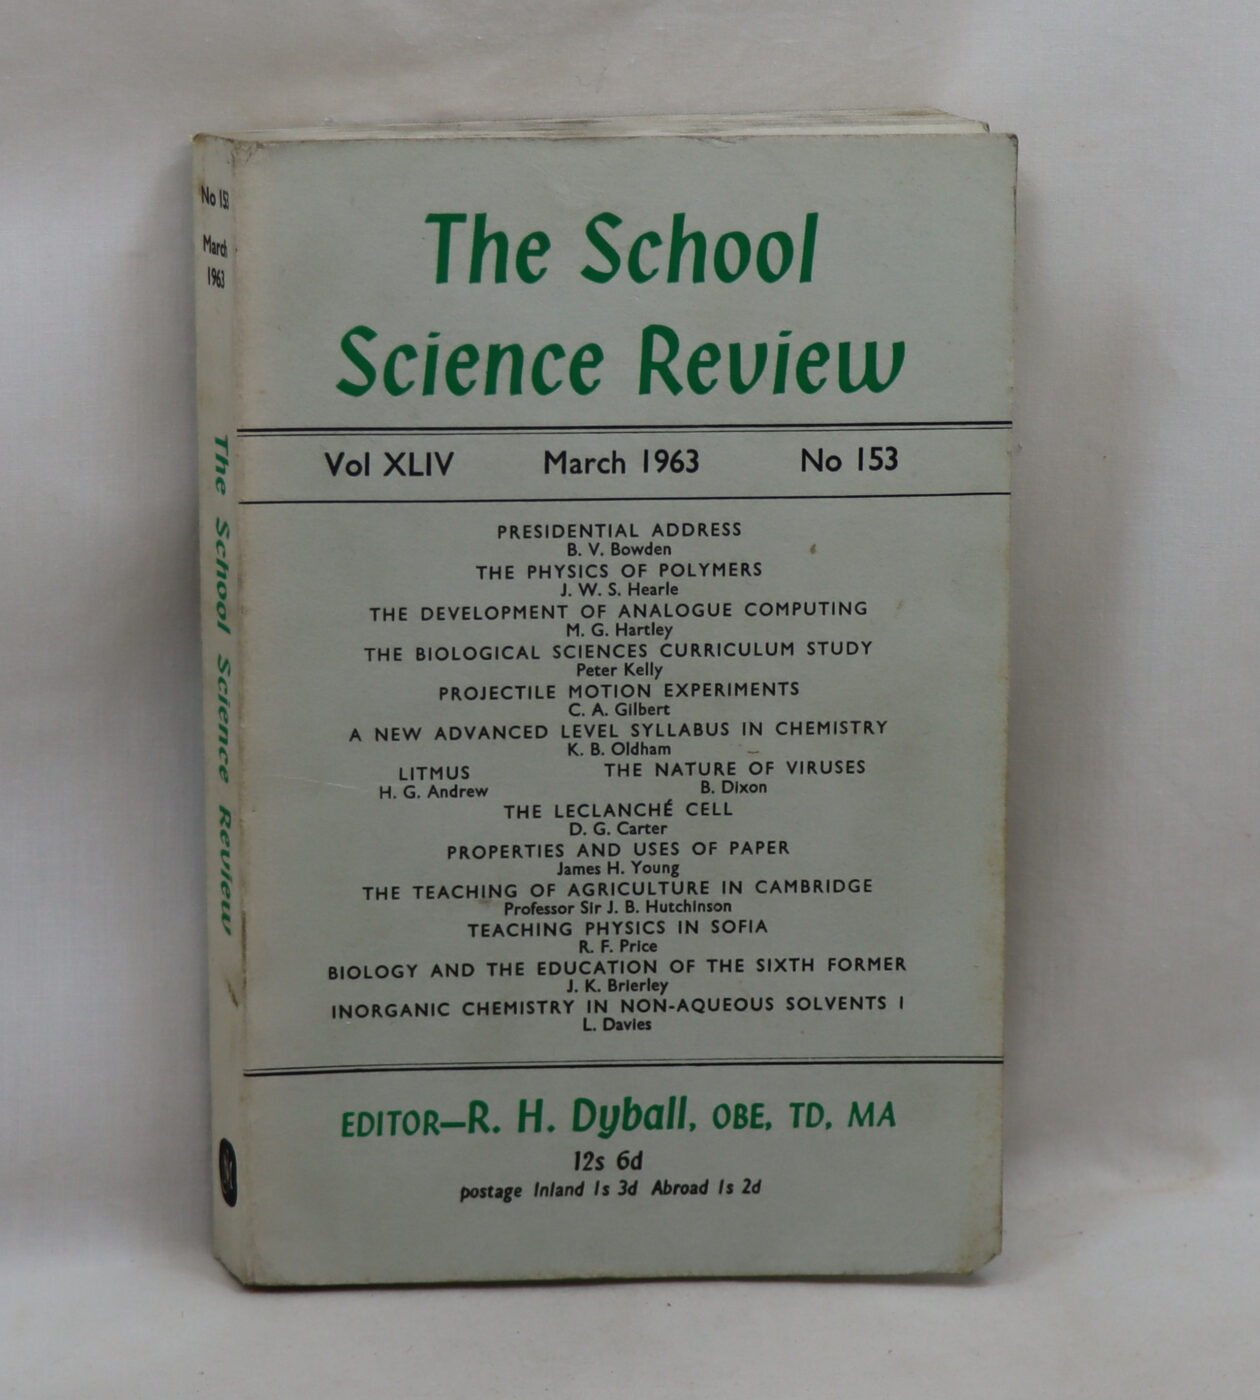 No 153
March
1963
The School Science Review
The School
Science Review
Vol XLIV March 1963 No 153
PRESIDENTIAL ADDRESS
B. V. Bowden
THE PHYSICS OF POLYMERS
J. W. S. Hearle
THE DEVELOPMENT OF ANALOGUE COMPUTING
M. G. Hartley
THE BIOLOGICAL SCIENCES CURRICULUM STUDY
Peter Kelly
PROJECTILE MOTION EXPERIMENTS
C. A. Gilbert
A NEW ADVANCED LEVEL SYLLABUS IN CHEMISTRY
K. B. Oldham
LITMUS THE NATURE OF VIRUSES
H. G. Andrew B. Dixon
THE LECLANCHÉ CELL
D. G. Carter
PROPERTIES AND USES OF PAPER
James H. Young
THE TEACHING OF AGRICULTURE IN CAMBRIDGE
Professor Sir J. B. Hutchinson
TEACHING PHYSICS IN SOFIA
R. F. Price
BIOLOGY AND THE EDUCATION OF THE SIXTH FORMER
J. K. Brierley
INORGANIC CHEMISTRY IN NON-AQUEOUS SOLVENTS I
L. Davies
EDITOR—R. H. Dyball, OBE, TD, MA
12s 6d
postage Inland 1s 3d Abroad 1s 2d